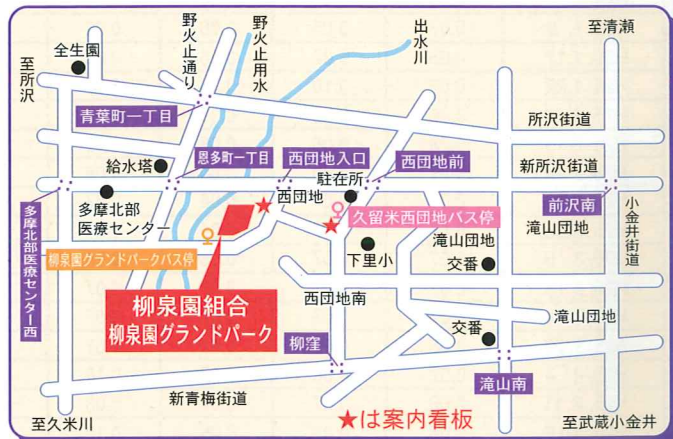 至清瀬
野火止通り
野火止用水
出水川
全生園
至所沢
青葉町一丁目
所沢街道
給水塔
恩多町一丁目
西団地入口
西団地前
新所沢街道
駐在所
西団地
多摩北部
医療センター
久留米西団地バス停
前沢南
小金井街道
滝山団地
滝山団地
多摩北部医療センター西
柳泉園グランドパークバス停
下里小
交番
柳泉園組合
柳泉園グランドパーク
西団地南
滝山団地
交番
柳窪
滝山南
新青梅街道
★は案内看板
至久米川
至武蔵小金井